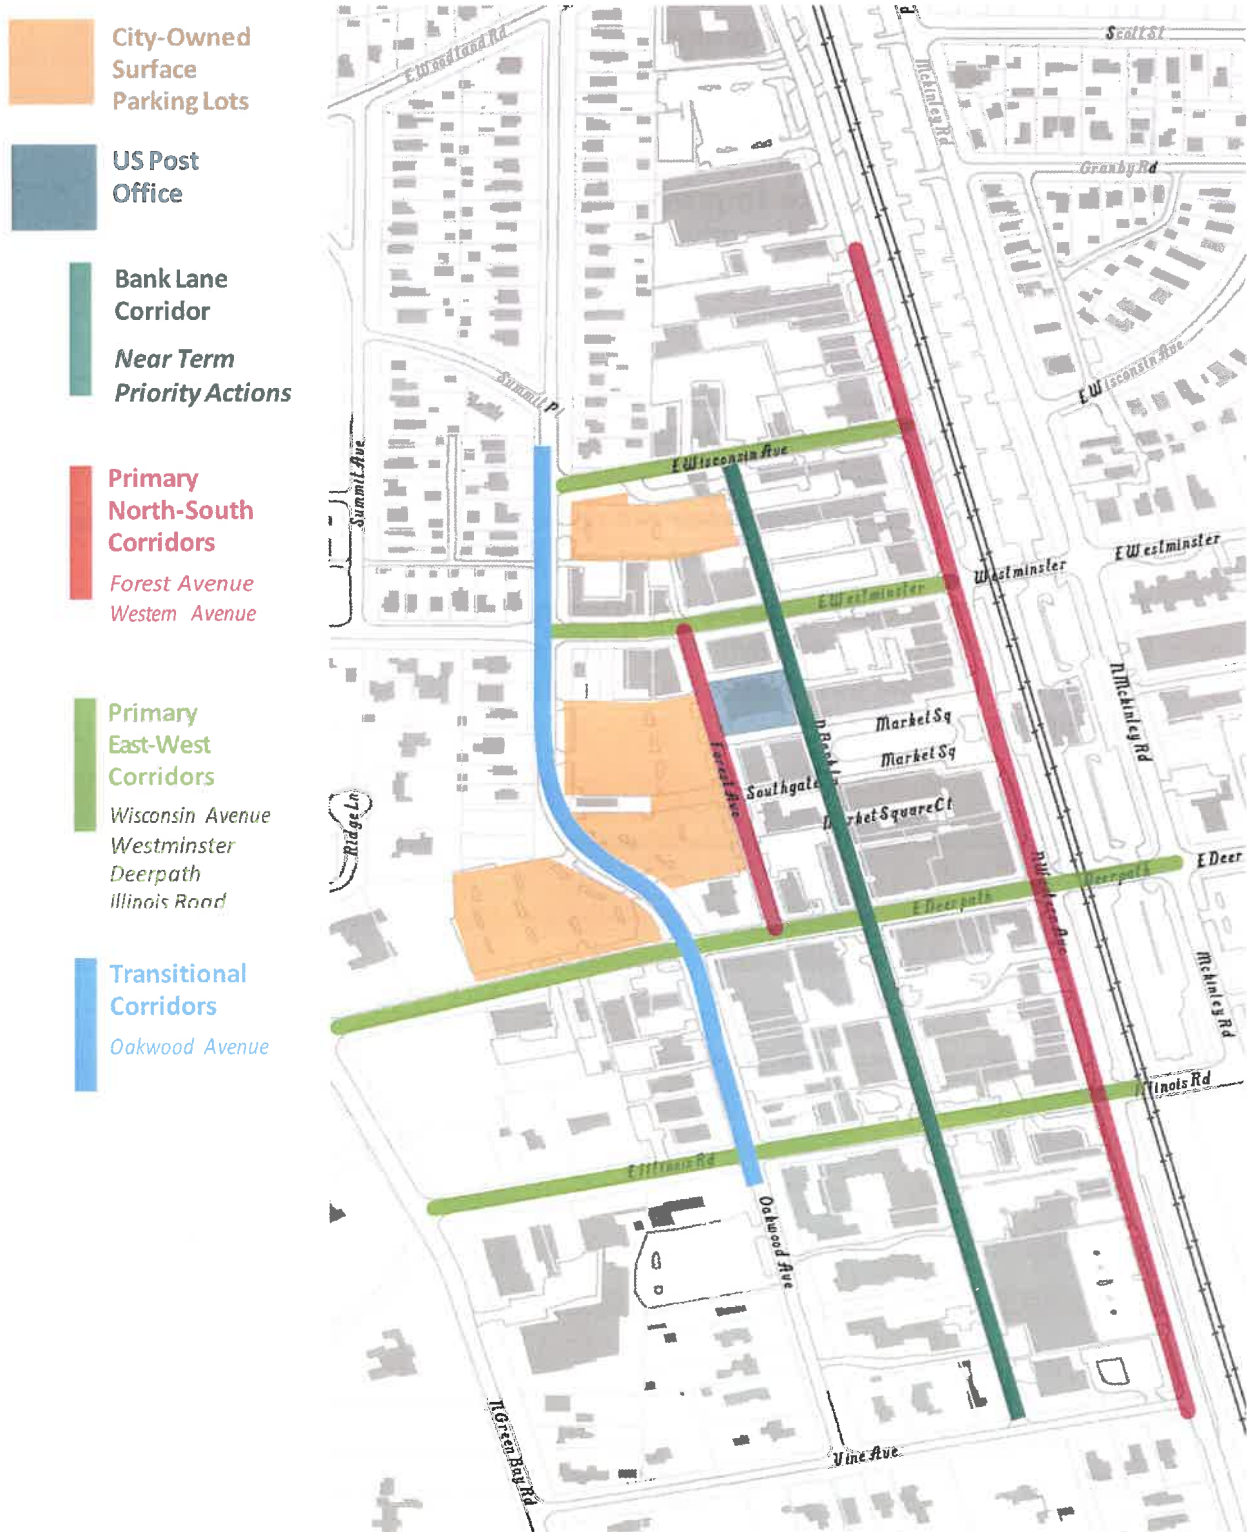 City-Owned
Surface
Parking Lots
US Post
Office
Bank Lane
Corridor
Near Term
Priority Actions
Primary
North-South
Corridors
Forest Avenue
Western Avenue
Primary
East-West
Corridors
Wisconsin Avenue
Westminster
Deerpath
Illinois Road
Transitional
Corridors
Oakwood Avenue
E Woodland Rd
Scott St
Mckinley Rd
Granby Rd
Summit Pl
E Wisconsin Ave
Summit Ave
E Wisconsin Ave
E Westminster
Westminster
E Westminster
N Mckinley Rd
Market Sq
N Bank Ln
Market Sq
Forest Ave
Southgate
Market Square Ct
Ridge Ln
E Deer
Deerpath
E Deerpath
N Western Ave
Mckinley Rd
Illinois Rd
E Illinois Rd
Oakwood Ave
N Green Bay Rd
Vine Ave